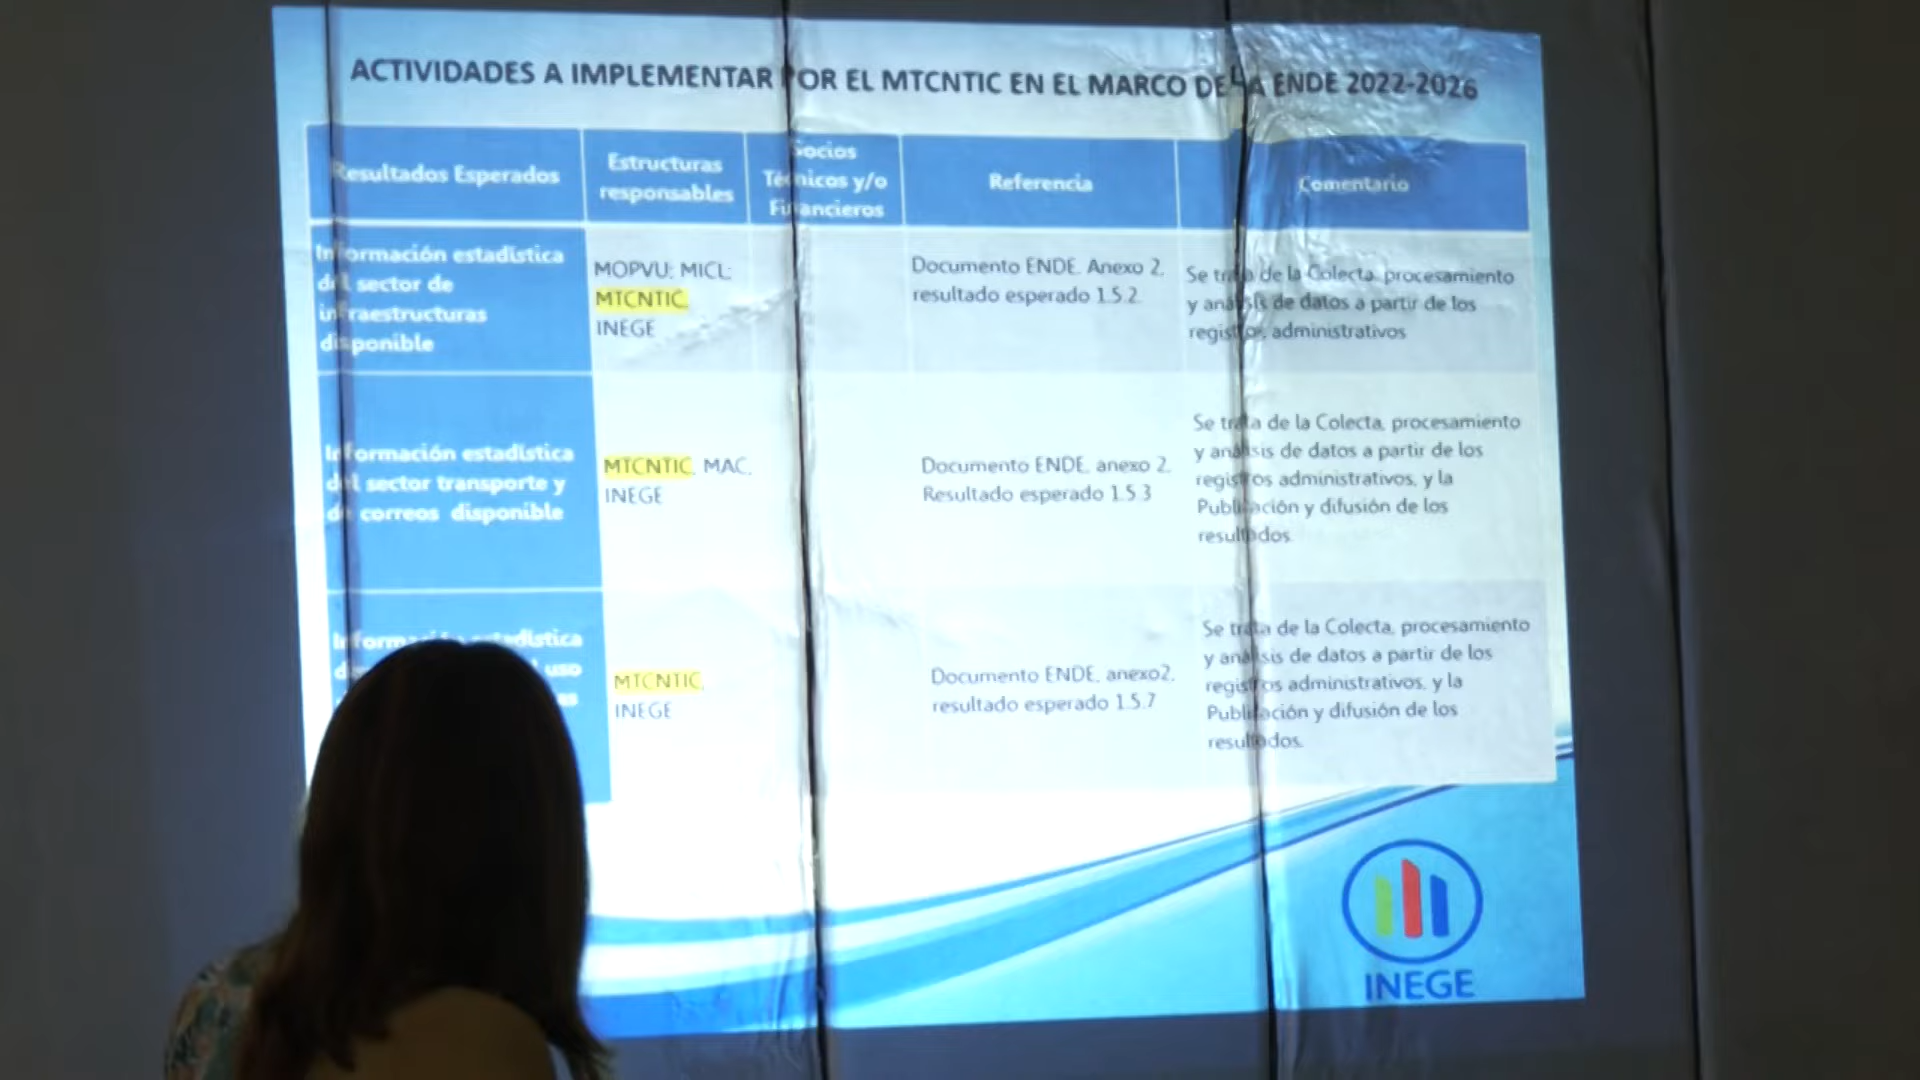 ACTIVIDADES A IMPLEMENTAR POR EL MTCNTIC EN EL MARCO DE LA ENDE 2022-2026
Resultados Esperados
Estructuras
responsables
Socios
Técnicos y/o
Financieros
Referencia
Comentario
Información estadística
del sector de
infraestructuras
disponible
MOPVU; MICL;
MTCNTIC,
INEGE
Documento ENDE. Anexo 2,
resultado esperado 1.5.2.
Se trata de la Colecta, procesamiento
y análisis de datos a partir de los
registros administrativos
Información estadística
del sector transporte y
de correos disponible
MTCNTIC, MAC,
INEGE
Documento ENDE, anexo 2.
Resultado esperado 1.5.3
Se trata de la Colecta, procesamiento
y análisis de datos a partir de los
registros administrativos, y la
Publicación y difusión de los
resultados.
Información estadística
uso
MTCNTIC,
INEGE
Documento ENDE, anexo2,
resultado esperado 1.5.7
Se trata de la Colecta, procesamiento
y análisis de datos a partir de los
registros administrativos, y la
Publicación y difusión de los
resultados.
INEGE